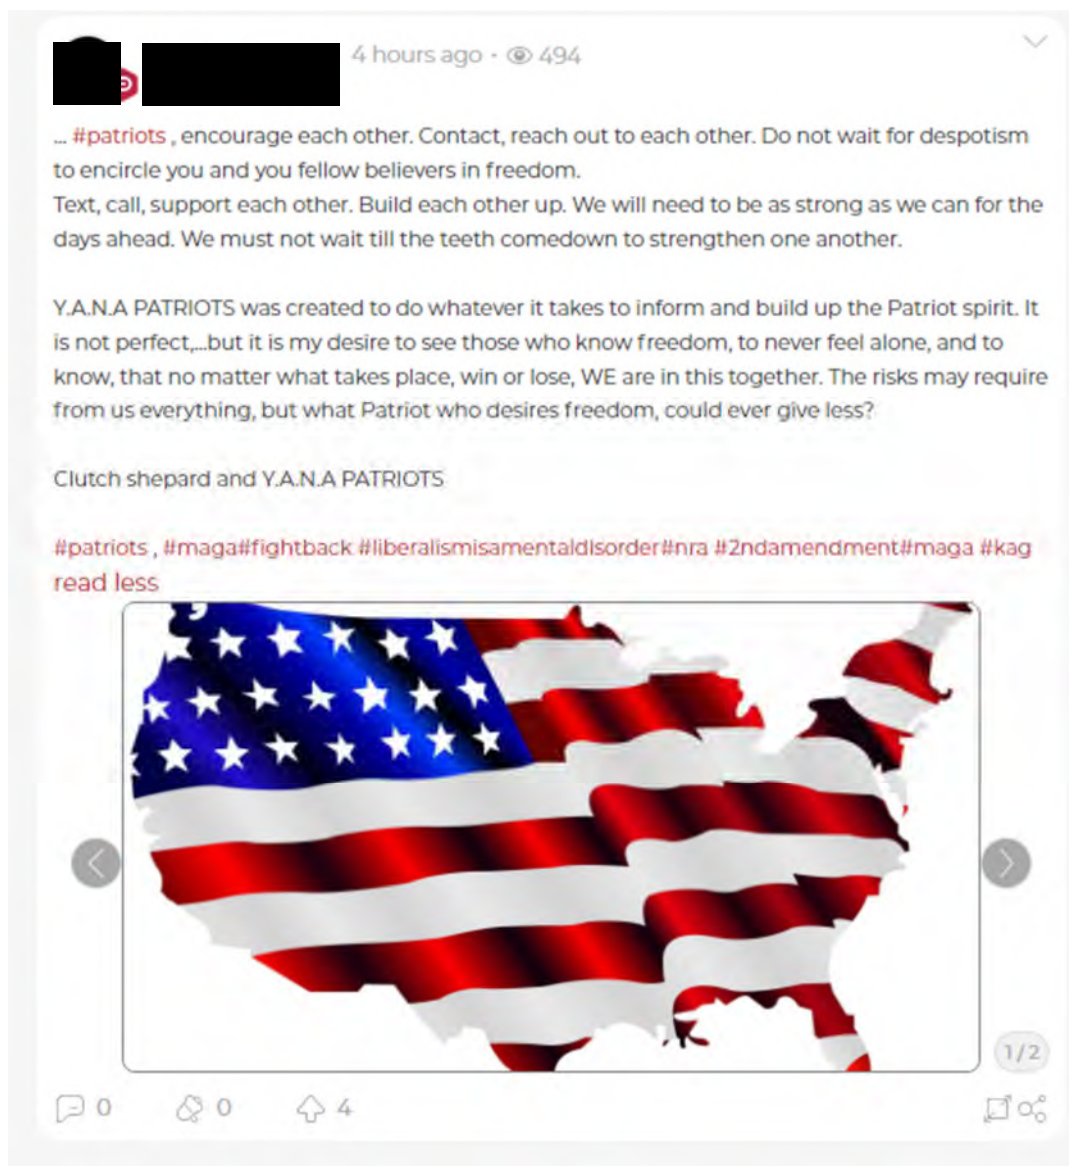 4 hours ago · 494
... #patriots , encourage each other. Contact, reach out to each other. Do not wait for despotism
to encircle you and you fellow believers in freedom.
Text, call, support each other. Build each other up. We will need to be as strong as we can for the
days ahead. We must not wait till the teeth comedown to strengthen one another.
Y.A.N.A PATRIOTS was created to do whatever it takes to inform and build up the Patriot spirit. It
is not perfect,...but it is my desire to see those who know freedom, to never feel alone, and to
know, that no matter what takes place, win or lose, WE are in this together. The risks may require
from us everything, but what Patriot who desires freedom, could ever give less?
Clutch shepard and Y.A.N.A PATRIOTS
#patriots , #maga#fightback #liberalismisamentaldisorder#nra #2ndamendment#maga #kag
read less
1/2
0 0 4